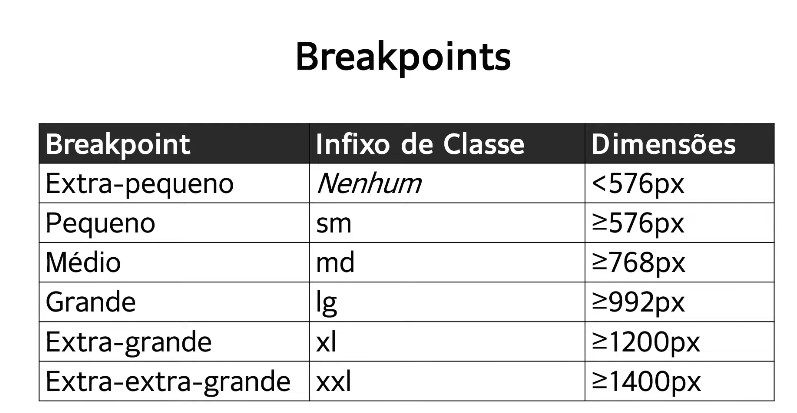 Breakpoints
Breakpoint Infixo de Classe Dimensões
Extra-pequeno Nenhum <576px
Pequeno sm ≥576px
Médio md ≥768px
Grande lg ≥992px
Extra-grande xl ≥1200px
Extra-extra-grande xxl ≥1400px